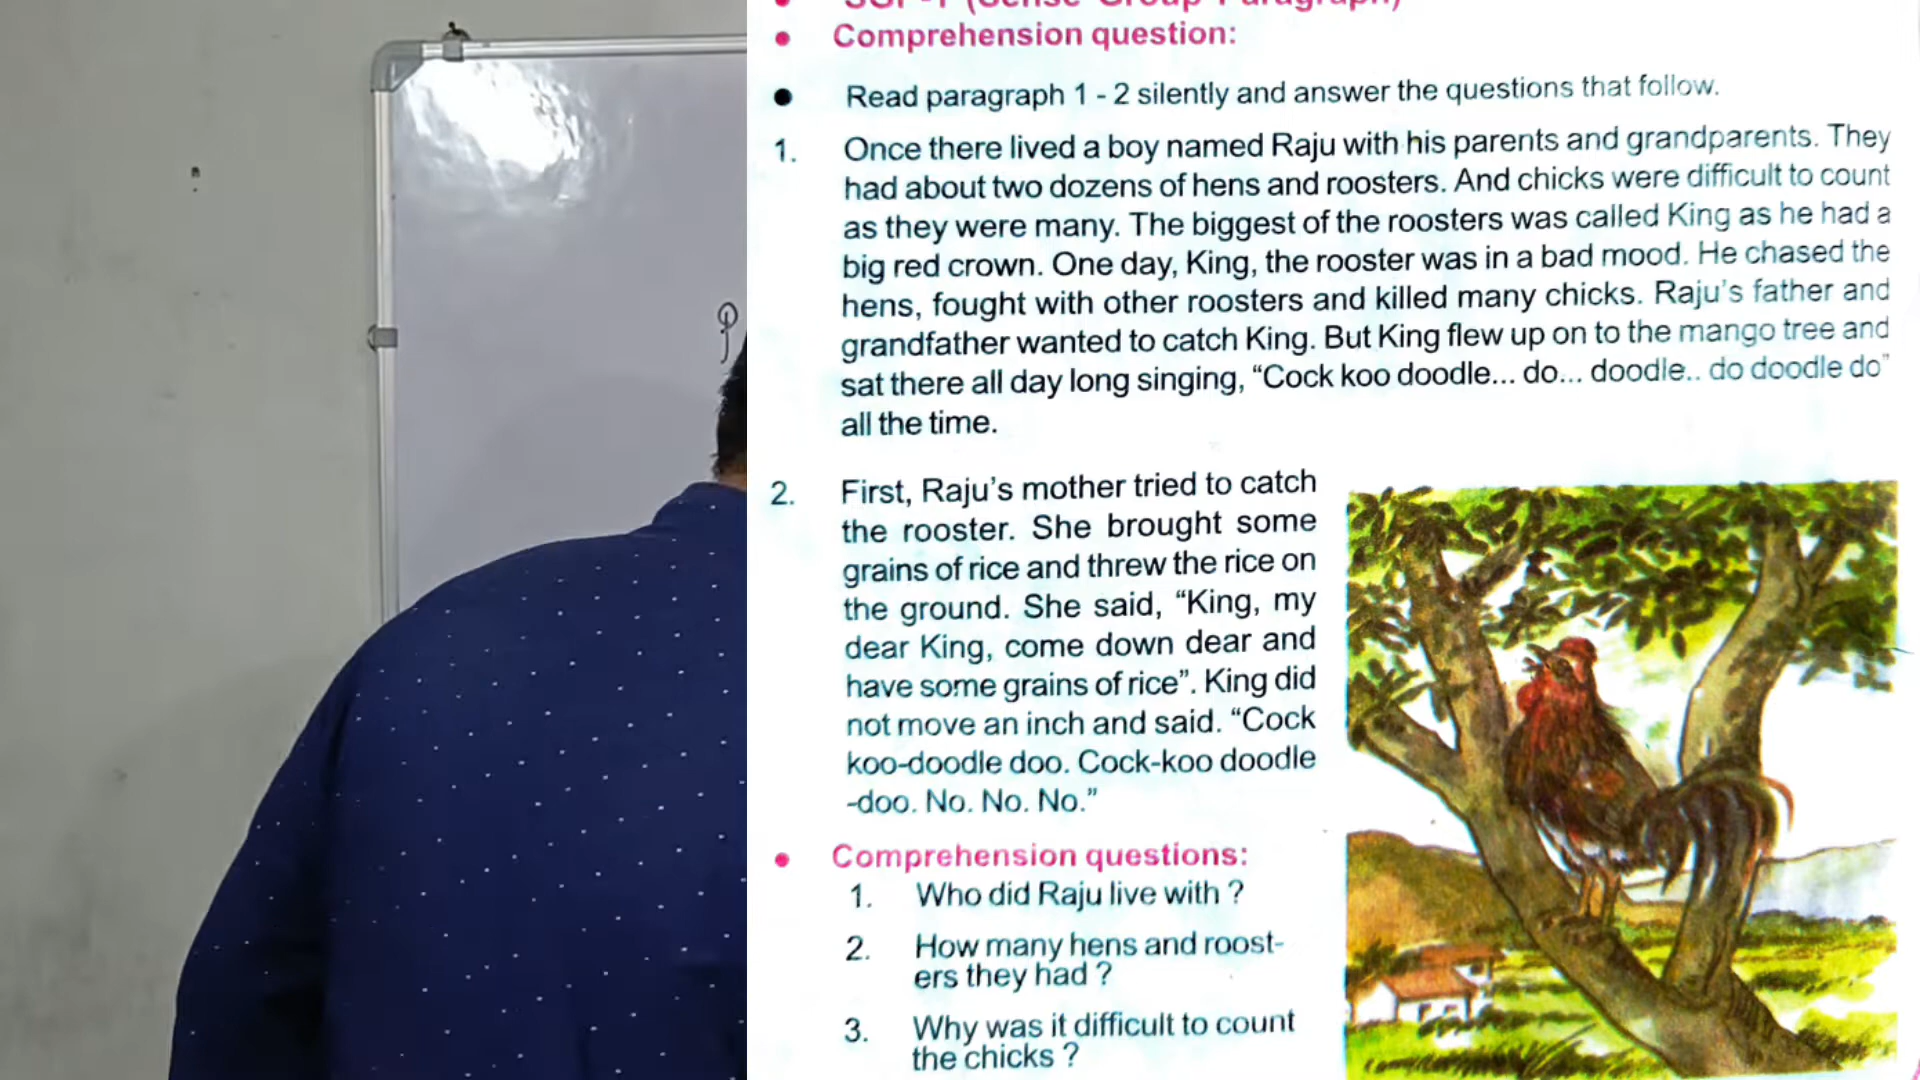 SGP-1 (Sense Group Paragraph)
Comprehension question:
Read paragraph 1 - 2 silently and answer the questions that follow.
1. Once there lived a boy named Raju with his parents and grandparents. They
had about two dozens of hens and roosters. And chicks were difficult to count
as they were many. The biggest of the roosters was called King as he had a
big red crown. One day, King, the rooster was in a bad mood. He chased the
hens, fought with other roosters and killed many chicks. Raju's father and
grandfather wanted to catch King. But King flew up on to the mango tree and
sat there all day long singing, “Cock koo doodle... do... doodle.. do doodle do”
all the time.
2. First, Raju's mother tried to catch
the rooster. She brought some
grains of rice and threw the rice on
the ground. She said, “King, my
dear King, come down dear and
have some grains of rice”. King did
not move an inch and said. “Cock
koo-doodle doo. Cock-koo doodle
-doo. No. No. No.”
Comprehension questions:
1. Who did Raju live with ?
2. How many hens and roost-
ers they had ?
3. Why was it difficult to count
the chicks ?